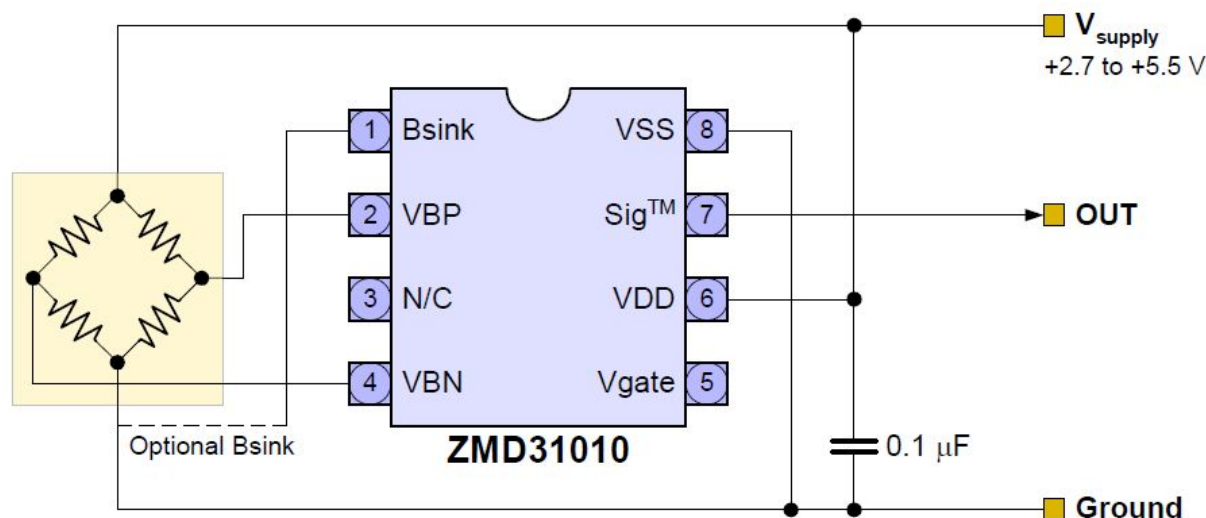 V_supply
+2.7 to +5.5 V
1 Bsink
VSS 8
2 VBP
Sig™ 7
OUT
3 N/C
VDD 6
4 VBN
Vgate 5
Optional Bsink
ZMD31010
0.1 μF
Ground